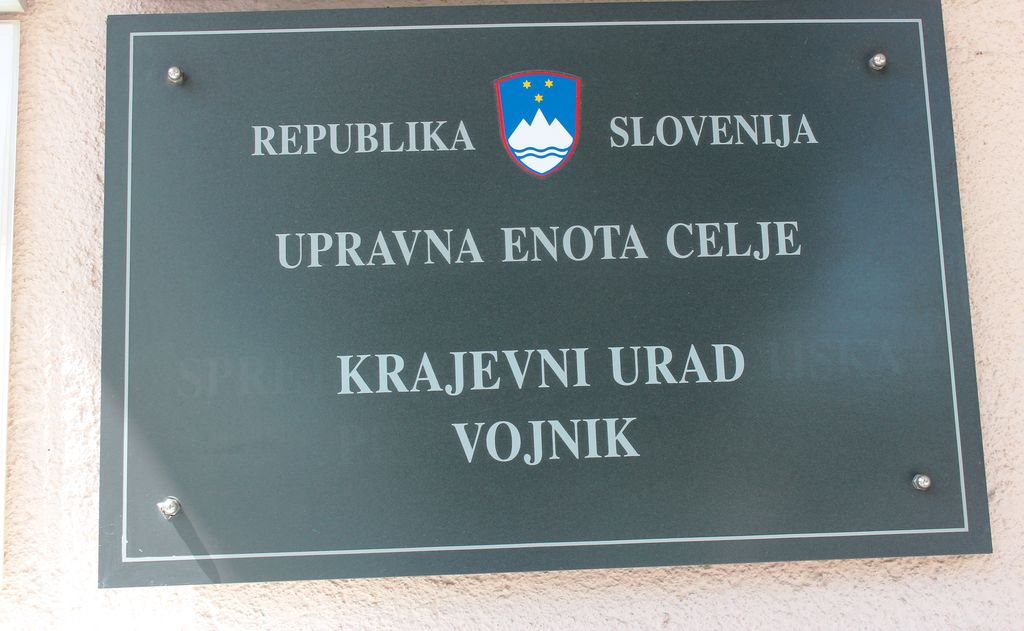 REPUBLIKA SLOVENIJA
UPRAVNA ENOTA CELJE
KRAJEVNI URAD
VOJNIK